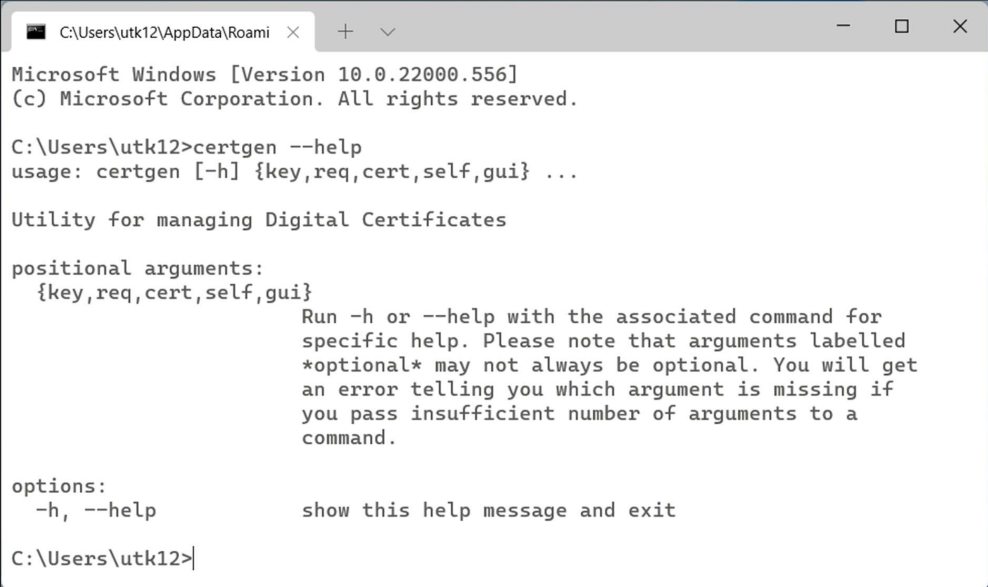 C:\Users\utk12\AppData\Roami
Microsoft Windows [Version 10.0.22000.556]
(c) Microsoft Corporation. All rights reserved.
C:\Users\utk12>certgen --help
usage: certgen [-h] {key,req,cert,self,gui} ...
Utility for managing Digital Certificates
positional arguments:
{key,req,cert,self,gui}
Run -h or --help with the associated command for
specific help. Please note that arguments labelled
*optional* may not always be optional. You will get
an error telling you which argument is missing if
you pass insufficient number of arguments to a
command.
options:
-h, --help show this help message and exit
C:\Users\utk12>